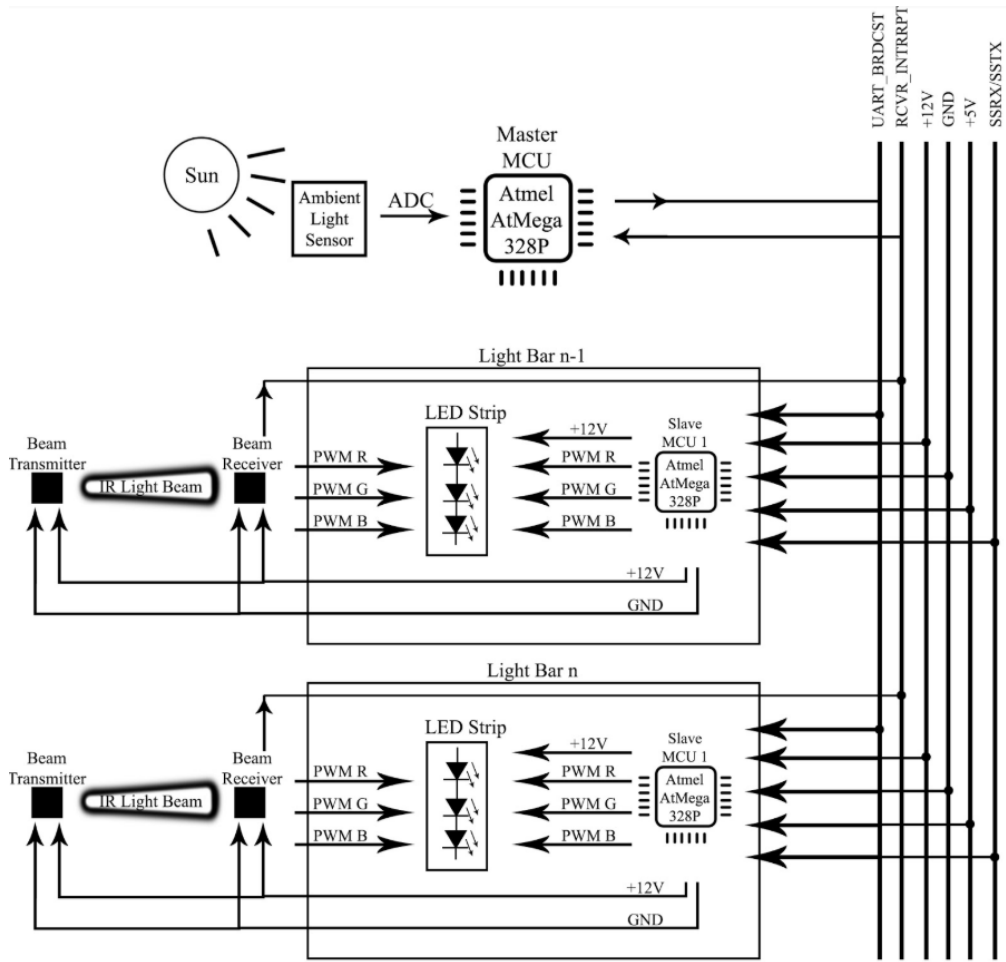 UART_BRDCST
RCVR_INTRRPT
+12V
GND
+5V
SSRX/SSTX
Sun
Ambient
Light
Sensor
ADC
Master
MCU
Atmel
AtMega
328P
Light Bar n-1
LED Strip
Beam
Transmitter
IR Light Beam
Beam
Receiver
PWM R
PWM G
PWM B
+12V
PWM R
PWM G
PWM B
Slave
MCU 1
Atmel
AtMega
328P
+12V
GND
Light Bar n
LED Strip
Beam
Transmitter
IR Light Beam
Beam
Receiver
PWM R
PWM G
PWM B
+12V
PWM R
PWM G
PWM B
Slave
MCU 1
Atmel
AtMega
328P
+12V
GND